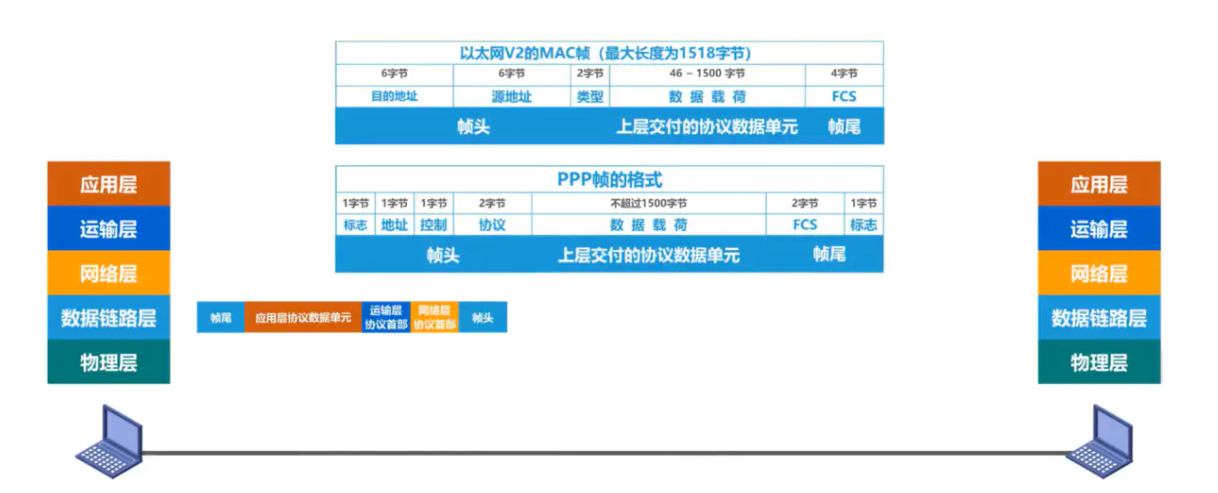 以太网V2的MAC帧（最大长度为1518字节）
6字节 6字节 2字节 46 ~ 1500 字节 4字节
目的地址 源地址 类型 数 据 载 荷 FCS
帧头 上层交付的协议数据单元 帧尾
PPP帧的格式
1字节 1字节 1字节 2字节 不超过1500字节 2字节 1字节
标志 地址 控制 协议 数 据 载 荷 FCS 标志
帧头 上层交付的协议数据单元 帧尾
应用层
运输层
网络层
数据链路层
物理层
帧尾 应用层协议数据单元 运输层 协议首部 网络层 协议首部 帧头
应用层
运输层
网络层
数据链路层
物理层